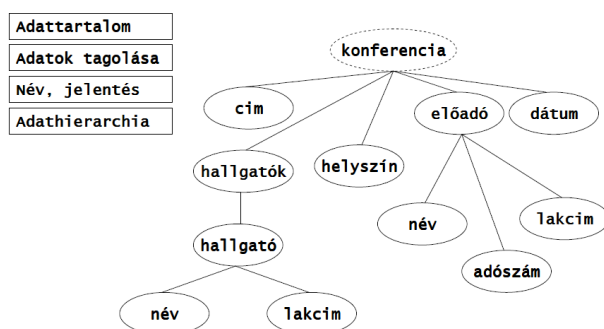 Adattartalom
Adatok tagolása
Név, jelentés
Adathierarchia
konferencia
cim
előadó
dátum
hallgatók
helyszín
név
lakcim
hallgató
adószám
név
lakcim